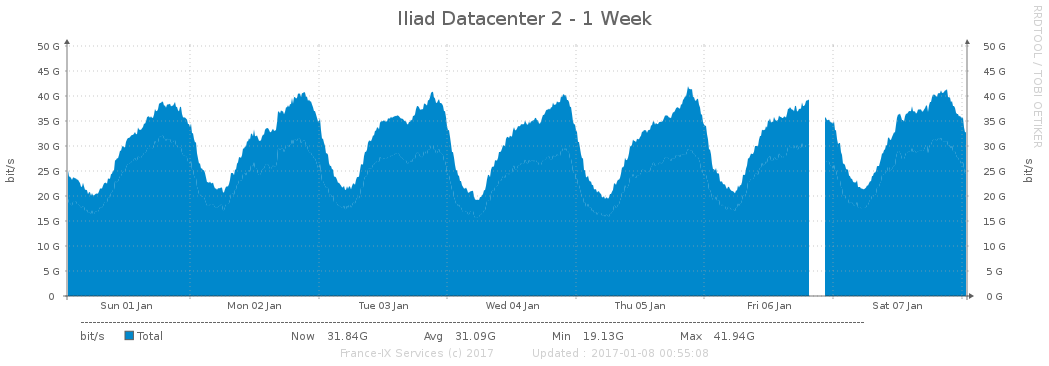 Iliad Datacenter 2 - 1 Week
RRDTOOL / TOBI OETIKER
bit/s
50 G 50 G
45 G 45 G
40 G 40 G
35 G 35 G
30 G 30 G
25 G 25 G
20 G 20 G
15 G 15 G
10 G 10 G
5 G 5 G
0 0 G
bit/s
Sun 01 Jan Mon 02 Jan Tue 03 Jan Wed 04 Jan Thu 05 Jan Fri 06 Jan Sat 07 Jan
bit/s Total Now 31.84G Avg 31.09G Min 19.13G Max 41.94G
France-IX Services (c) 2017 Updated : 2017-01-08 00:55:08